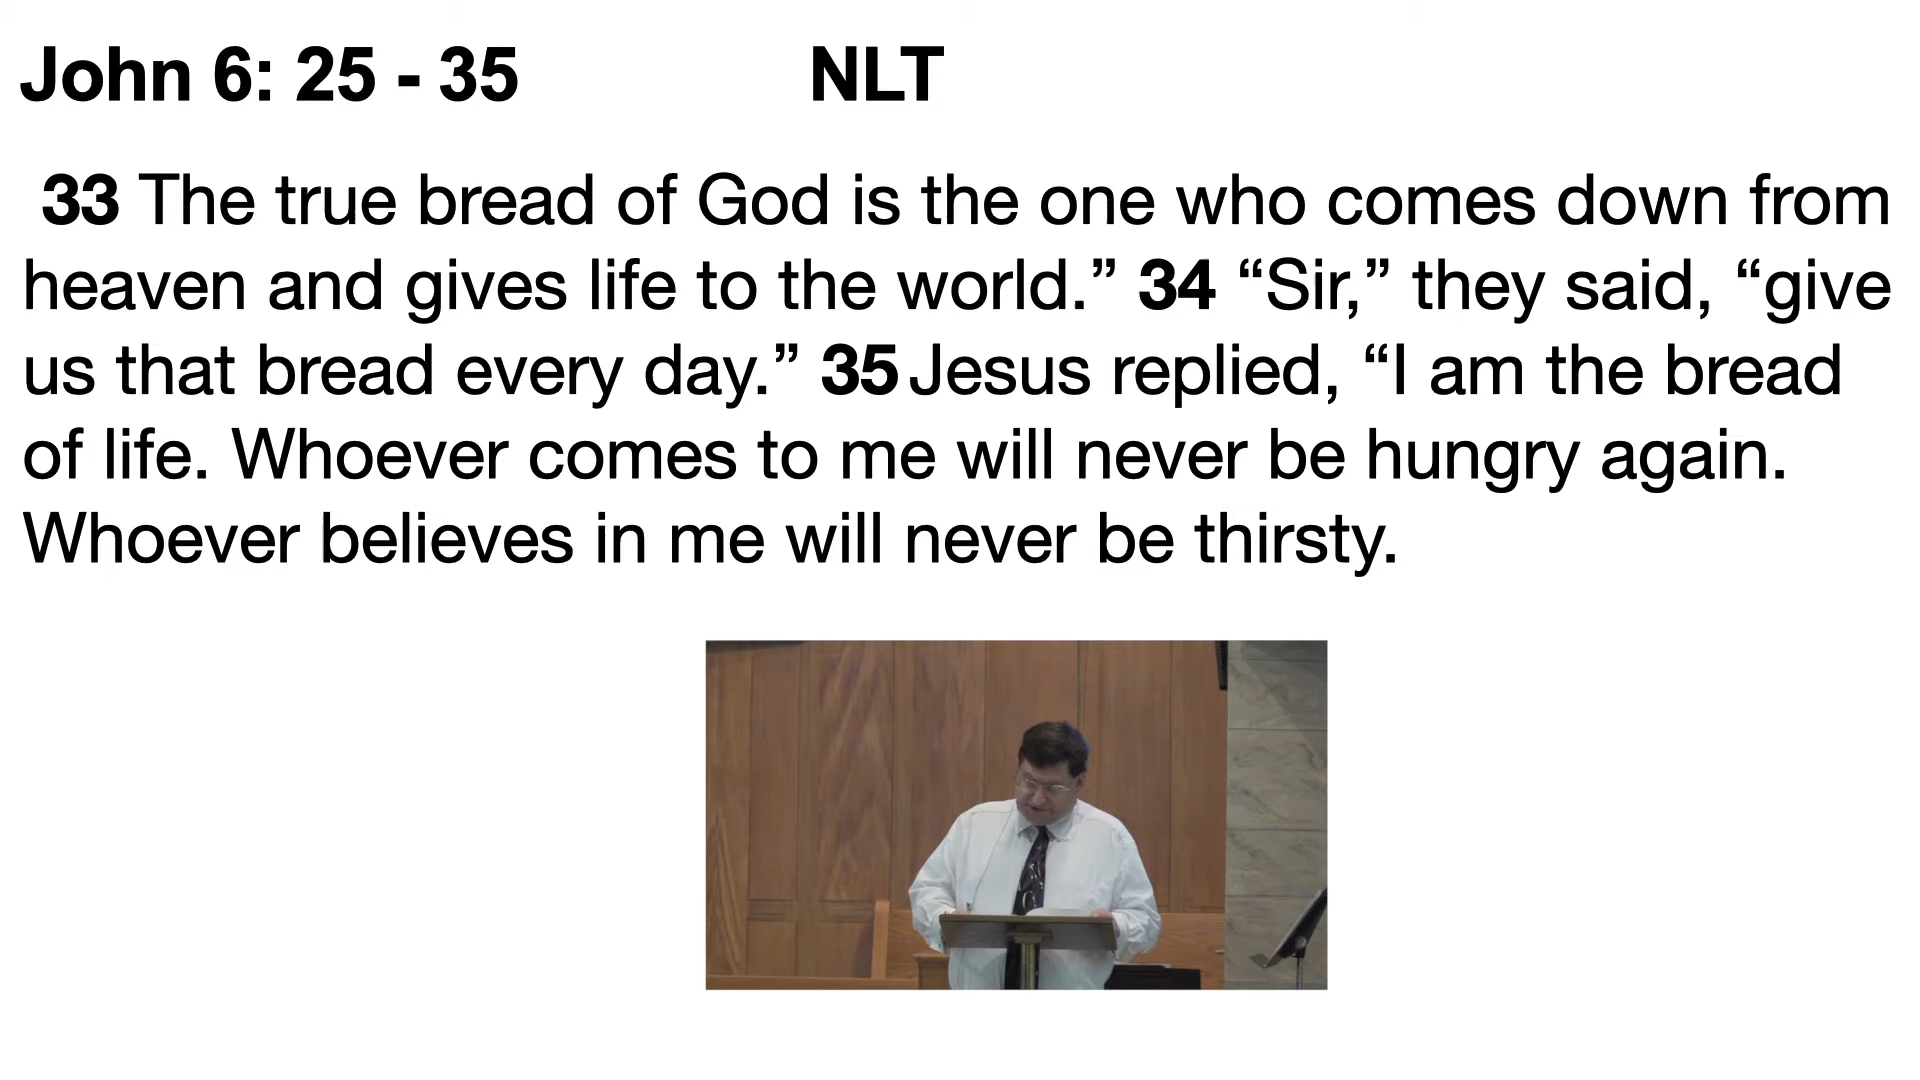 John 6: 25 - 35 NLT
33 The true bread of God is the one who comes down from
heaven and gives life to the world.” 34 “Sir,” they said, “give
us that bread every day.” 35 Jesus replied, “I am the bread
of life. Whoever comes to me will never be hungry again.
Whoever believes in me will never be thirsty.